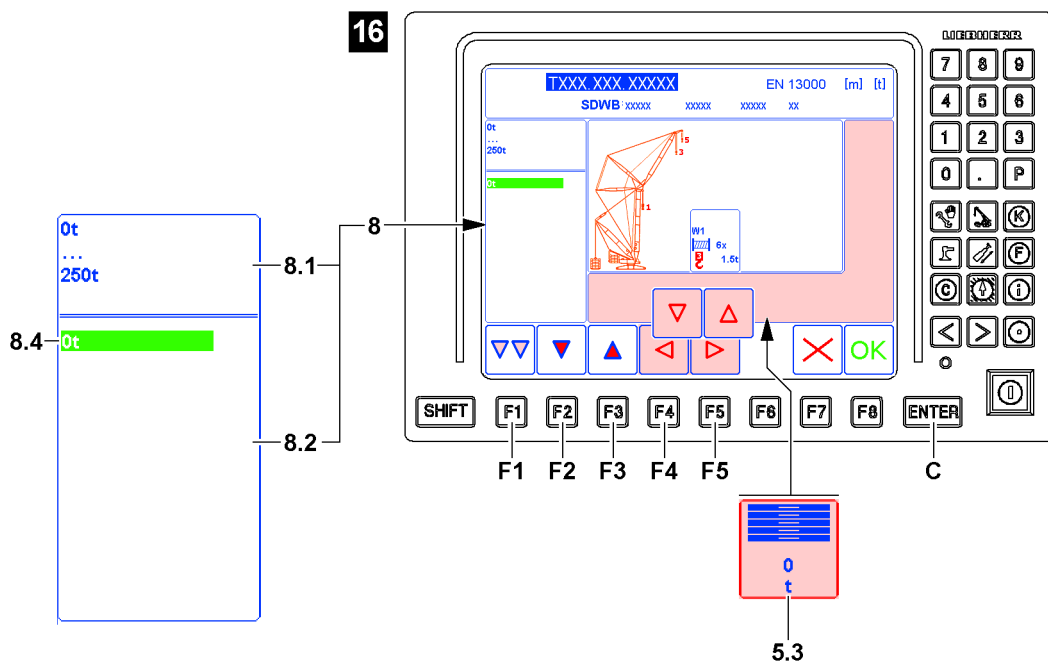 16
LIEBHERR
TXXX. XXX. XXXXX EN 13000 [m] [t]
SDWB xxxxx xxxxx xxxxx xx
0t
...
250t
0t
5
3
1
W1
6x
1.5t
OK
7 8 9
4 5 6
1 2 3
0 . P
K
F
C i
SHIFT F1 F2 F3 F4 F5 F6 F7 F8 ENTER
F1 F2 F3 F4 F5 C
0t
...
250t
0t
8
8.1
8.4
8.2
0
t
5.3